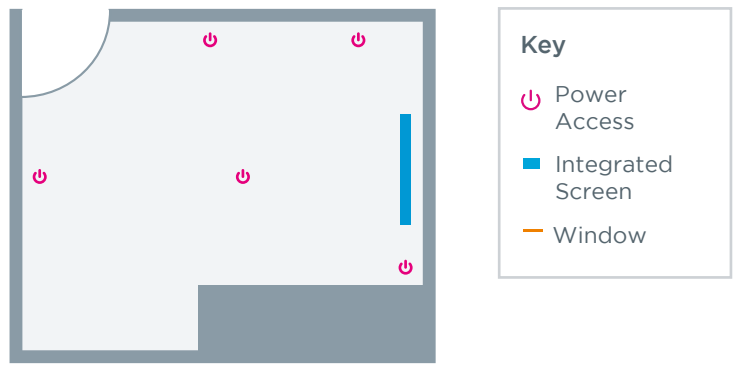 Key
Power
Access
Integrated
Screen
Window